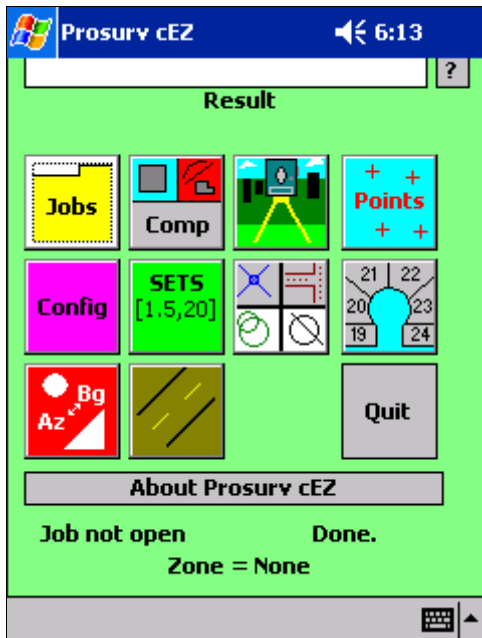 Prosurv cEZ 6:13
?
Result
Jobs
Comp
Points
Config
SETS
[1.5,20]
21 22
20 23
19 24
Bg
Az
Quit
About Prosurv cEZ
Job not open Done.
Zone = None